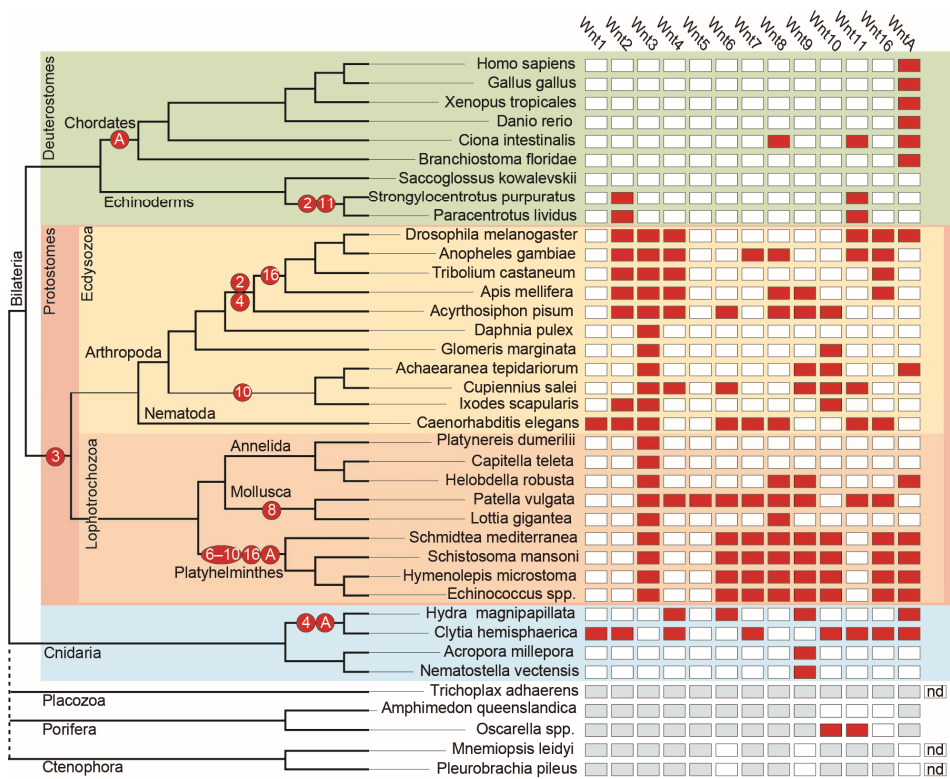 Wnt1 Wnt2 Wnt3 Wnt4 Wnt5 Wnt6 Wnt7 Wnt8 Wnt9 Wnt10 Wnt11 Wnt16 WntA
Bilateria
Deuterostomes
Chordates
A
Echinoderms
2 11
Homo sapiens
Gallus gallus
Xenopus tropicales
Danio rerio
Ciona intestinalis
Branchiostoma floridae
Saccoglossus kowalevskii
Strongylocentrotus purpuratus
Paracentrotus lividus
Protostomes
3
Ecdysozoa
Arthropoda
2
4
16
10
Nematoda
Drosophila melanogaster
Anopheles gambiae
Tribolium castaneum
Apis mellifera
Acyrthosiphon pisum
Daphnia pulex
Glomeris marginata
Achaearanea tepidariorum
Cupiennius salei
Ixodes scapularis
Caenorhabditis elegans
Lophotrochozoa
Annelida
Mollusca
8
6–10 16 A
Platyhelminthes
Platynereis dumerilii
Capitella teleta
Helobdella robusta
Patella vulgata
Lottia gigantea
Schmidtea mediterranea
Schistosoma mansoni
Hymenolepis microstoma
Echinococcus spp.
Cnidaria
4 A
Hydra magnipapillata
Clytia hemisphaerica
Acropora millepora
Nematostella vectensis
Placozoa
Trichoplax adhaerens nd
Porifera
Amphimedon queenslandica
Oscarella spp.
Ctenophora
Mnemiopsis leidyi nd
Pleurobrachia pileus nd